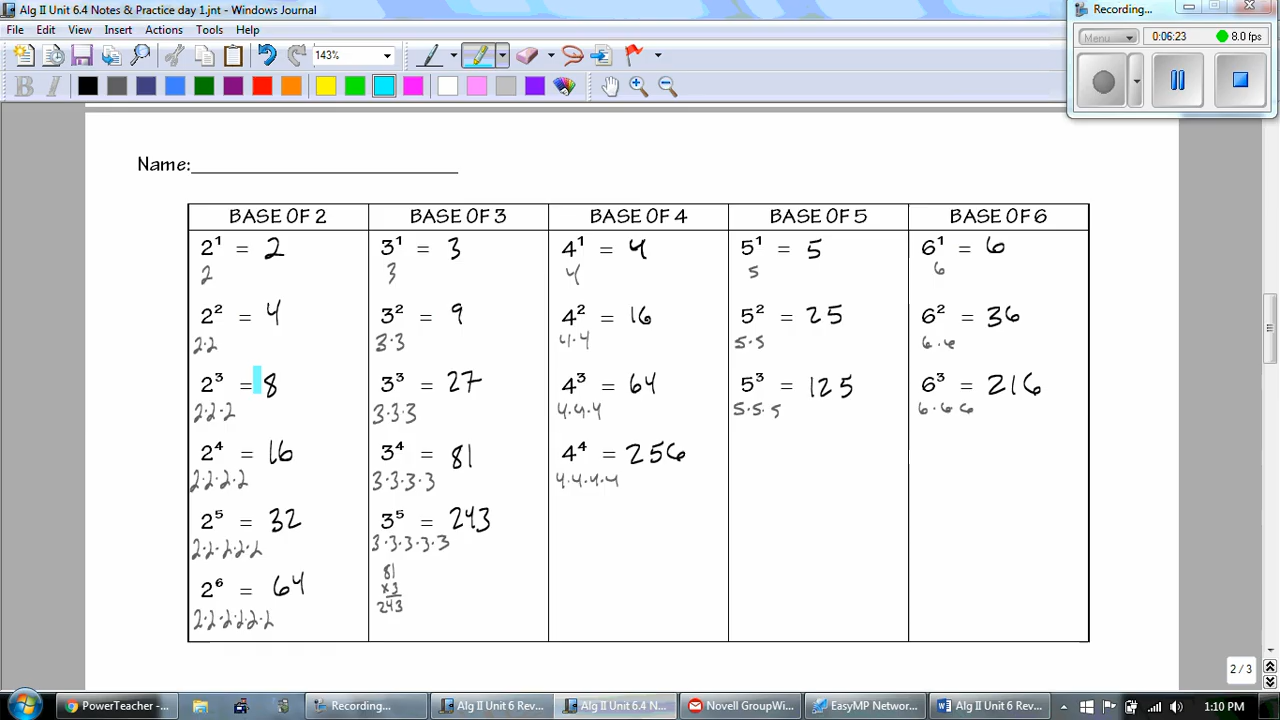 Alg II Unit 6.4 Notes & Practice day 1.jnt - Windows Journal
File Edit View Insert Actions Tools Help
143%
B I
Recording...
Menu 0:06:23 8.0 fps
Name:
BASE OF 2 BASE OF 3 BASE OF 4 BASE OF 5 BASE OF 6
2¹ = 2 3¹ = 3 4¹ = 4 5¹ = 5 6¹ = 6
2 3 4 5 6
2² = 4 3² = 9 4² = 16 5² = 25 6² = 36
2·2 3·3 4·4 5·5 6·6
2³ = 8 3³ = 27 4³ = 64 5³ = 125 6³ = 216
2·2·2 3·3·3 4·4·4 5·5·5 6·6·6
2⁴ = 16 3⁴ = 81 4⁴ = 256
2·2·2·2 3·3·3·3 4·4·4·4
2⁵ = 32 3⁵ = 243
2·2·2·2·2 3·3·3·3·3
81
x3
243
2⁶ = 64
2·2·2·2·2·2
2 / 3
PowerTeacher - ... Recording... Alg II Unit 6 Rev... Alg II Unit 6.4 N... Novell GroupWi... EasyMP Networ... Alg II Unit 6 Rev... 1:10 PM